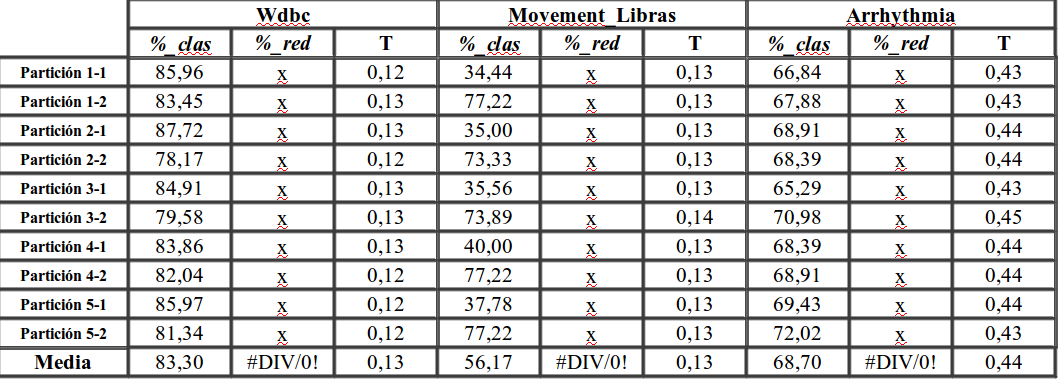 Wdbc Movement_Libras Arrhythmia
%_clas %_red T %_clas %_red T %_clas %_red T
Partición 1-1 85,96 x 0,12 34,44 x 0,13 66,84 x 0,43
Partición 1-2 83,45 x 0,13 77,22 x 0,13 67,88 x 0,43
Partición 2-1 87,72 x 0,13 35,00 x 0,13 68,91 x 0,44
Partición 2-2 78,17 x 0,12 73,33 x 0,13 68,39 x 0,44
Partición 3-1 84,91 x 0,13 35,56 x 0,13 65,29 x 0,43
Partición 3-2 79,58 x 0,13 73,89 x 0,14 70,98 x 0,45
Partición 4-1 83,86 x 0,13 40,00 x 0,13 68,39 x 0,44
Partición 4-2 82,04 x 0,12 77,22 x 0,13 68,91 x 0,44
Partición 5-1 85,97 x 0,12 37,78 x 0,13 69,43 x 0,44
Partición 5-2 81,34 x 0,12 77,22 x 0,13 72,02 x 0,43
Media 83,30 #DIV/0! 0,13 56,17 #DIV/0! 0,13 68,70 #DIV/0! 0,44